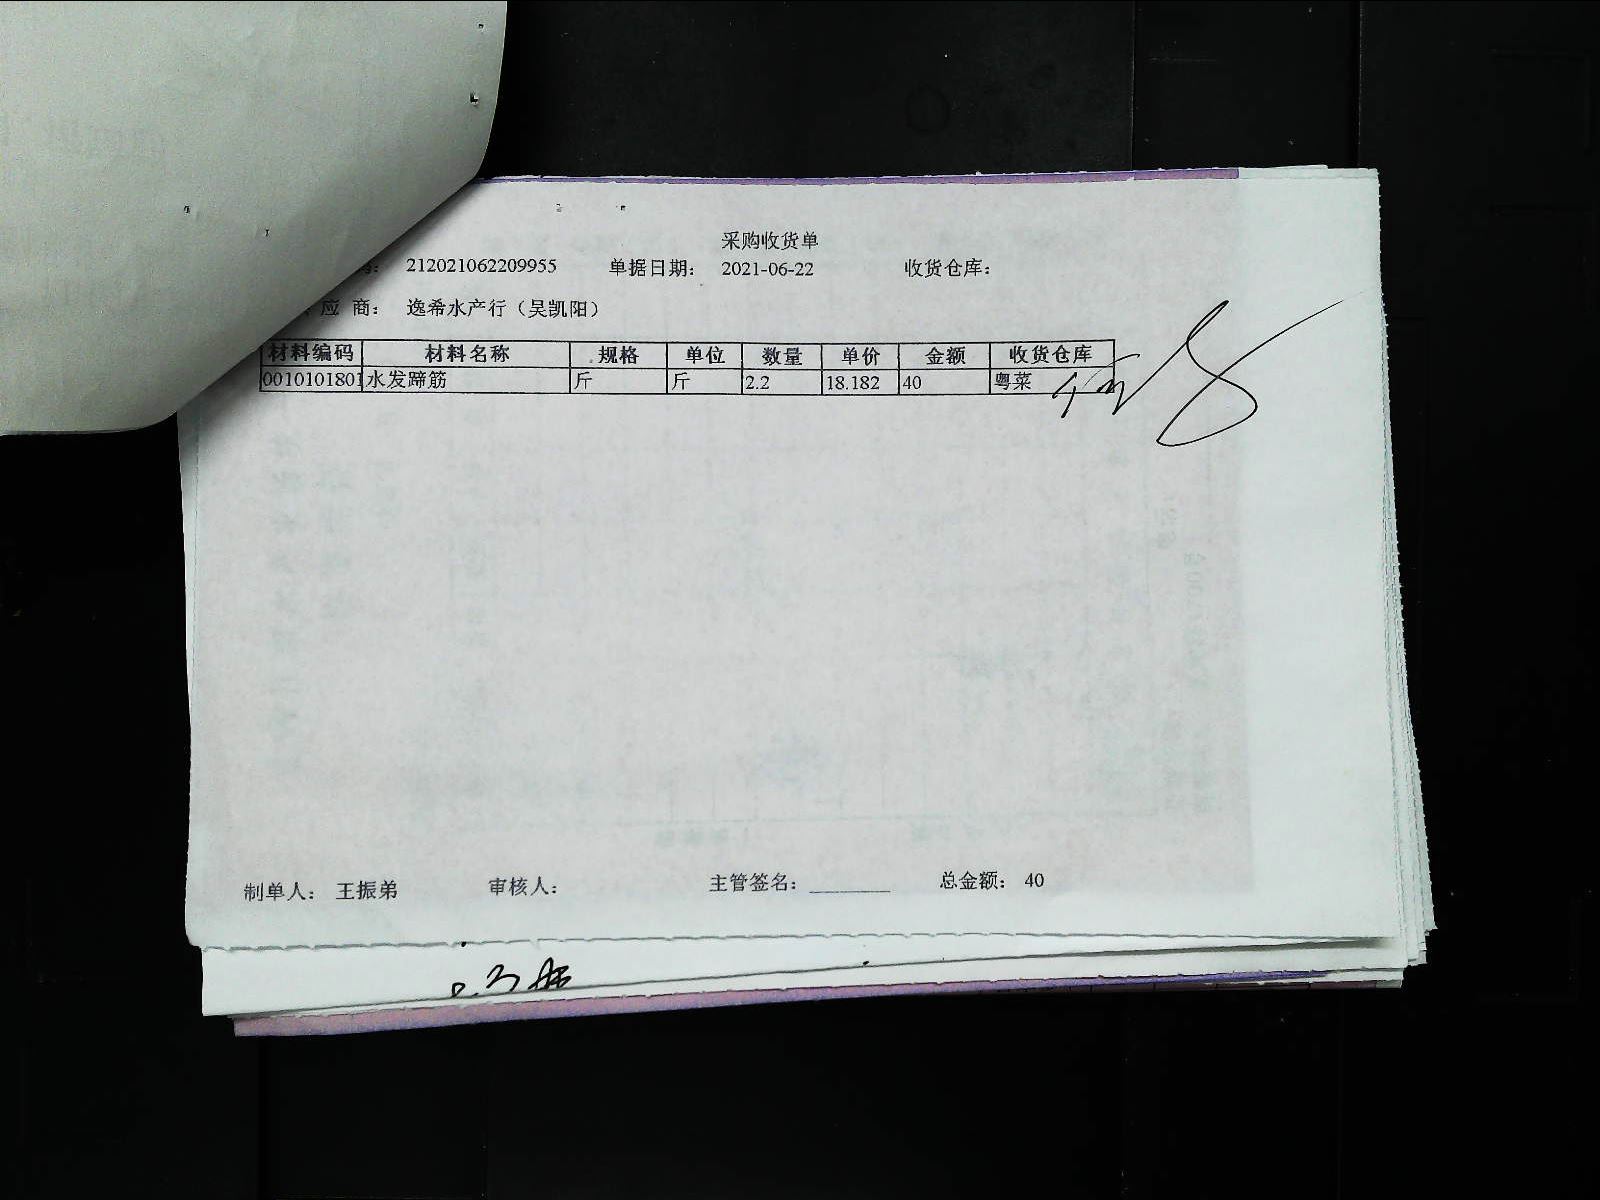 采购收货单
号： 212021062209955 单据日期： 2021-06-22 收货仓库：
应 商： 逸希水产行（吴凯阳）
材料编码 材料名称 规格 单位 数量 单价 金额 收货仓库
0010101801 水发蹄筋 斤 斤 2.2 18.182 40 粤菜
制单人： 王振弟 审核人： 主管签名：________ 总金额： 40